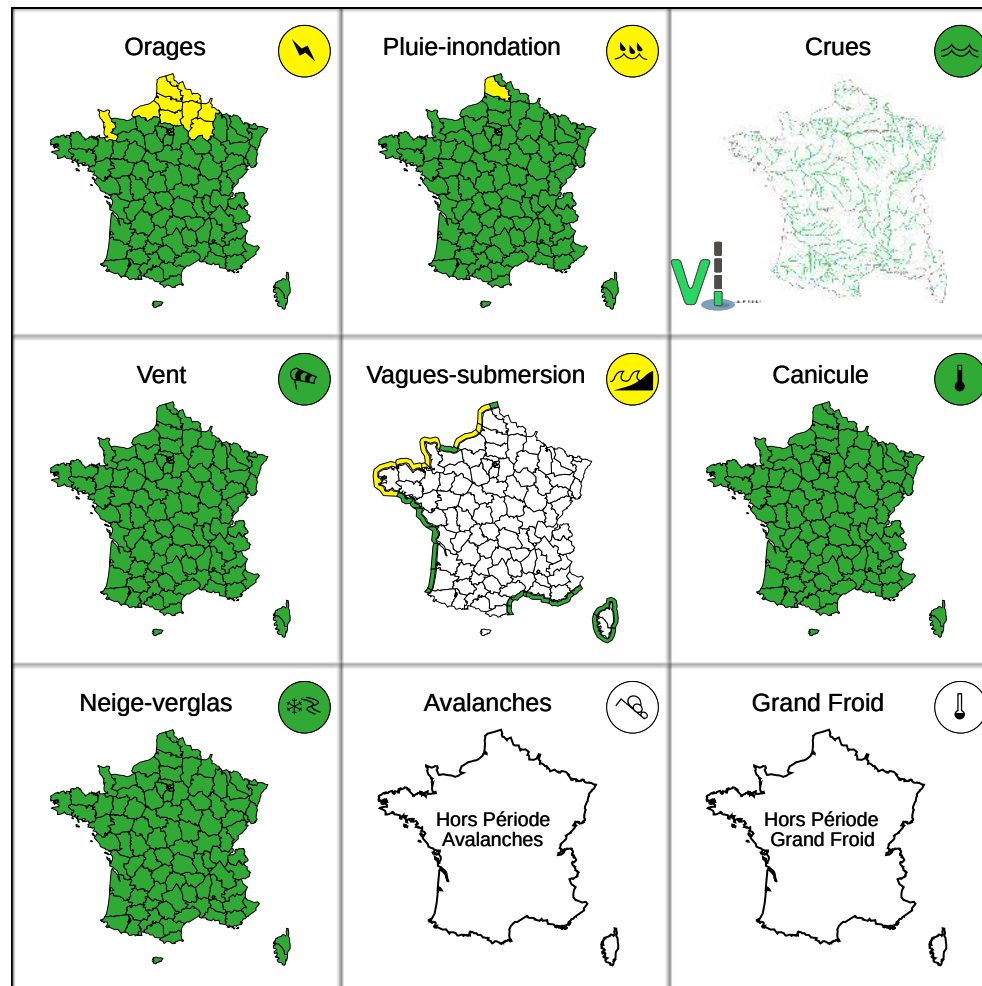 Orages
Pluie-inondation
Crues
Vi
Vent
Vagues-submersion
Canicule
Neige-verglas
Avalanches
Grand Froid
Hors Période
Avalanches
Hors Période
Grand Froid